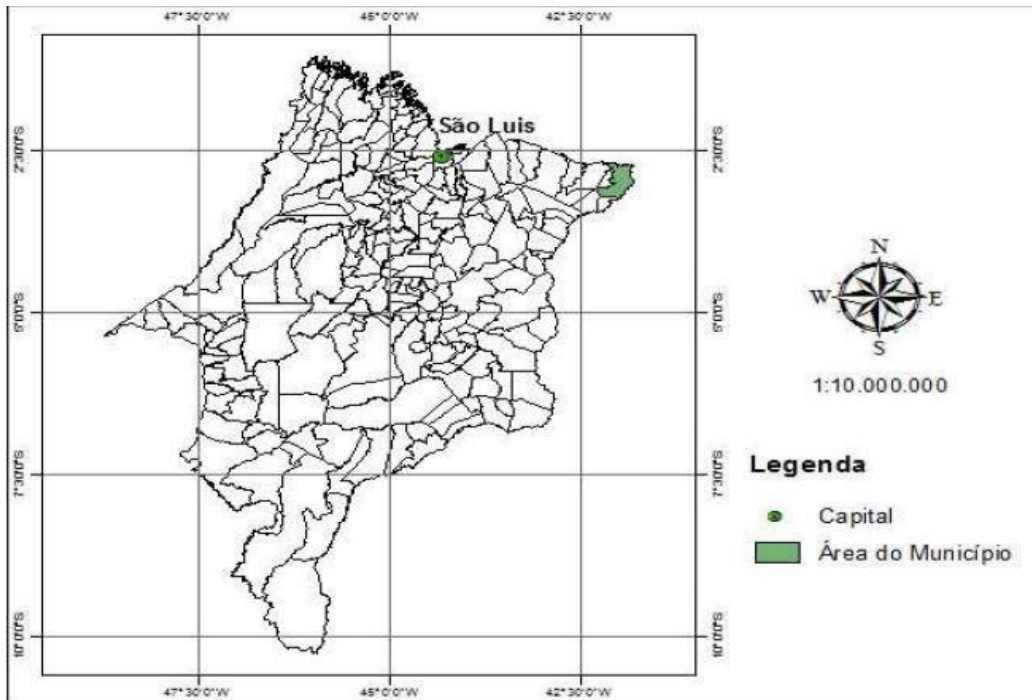 47°30'0"W 45°0'0"W 42°30'0"W
São Luis
2°30'0"S 2°30'0"S
5°0'0"S 5°0'0"S
7°30'0"S 7°30'0"S
10°0'0"S 10°0'0"S
47°30'0"W 45°0'0"W 42°30'0"W
N
W E
S
1:10.000.000
Legenda
Capital
Área do Município